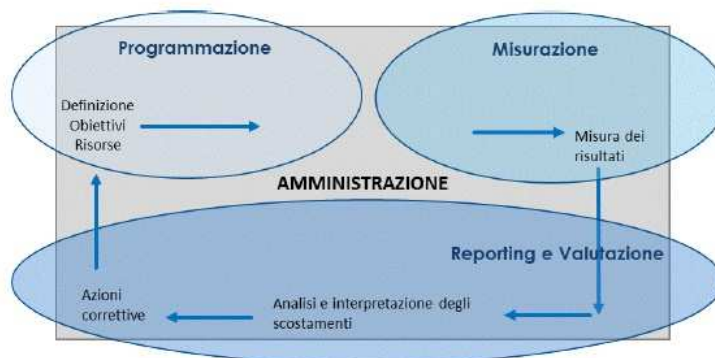 Programmazione
Misurazione
Definizione
Obiettivi
Risorse
Misura dei
risultati
AMMINISTRAZIONE
Reporting e Valutazione
Azioni
correttive
Analisi e interpretazione degli
scostamenti